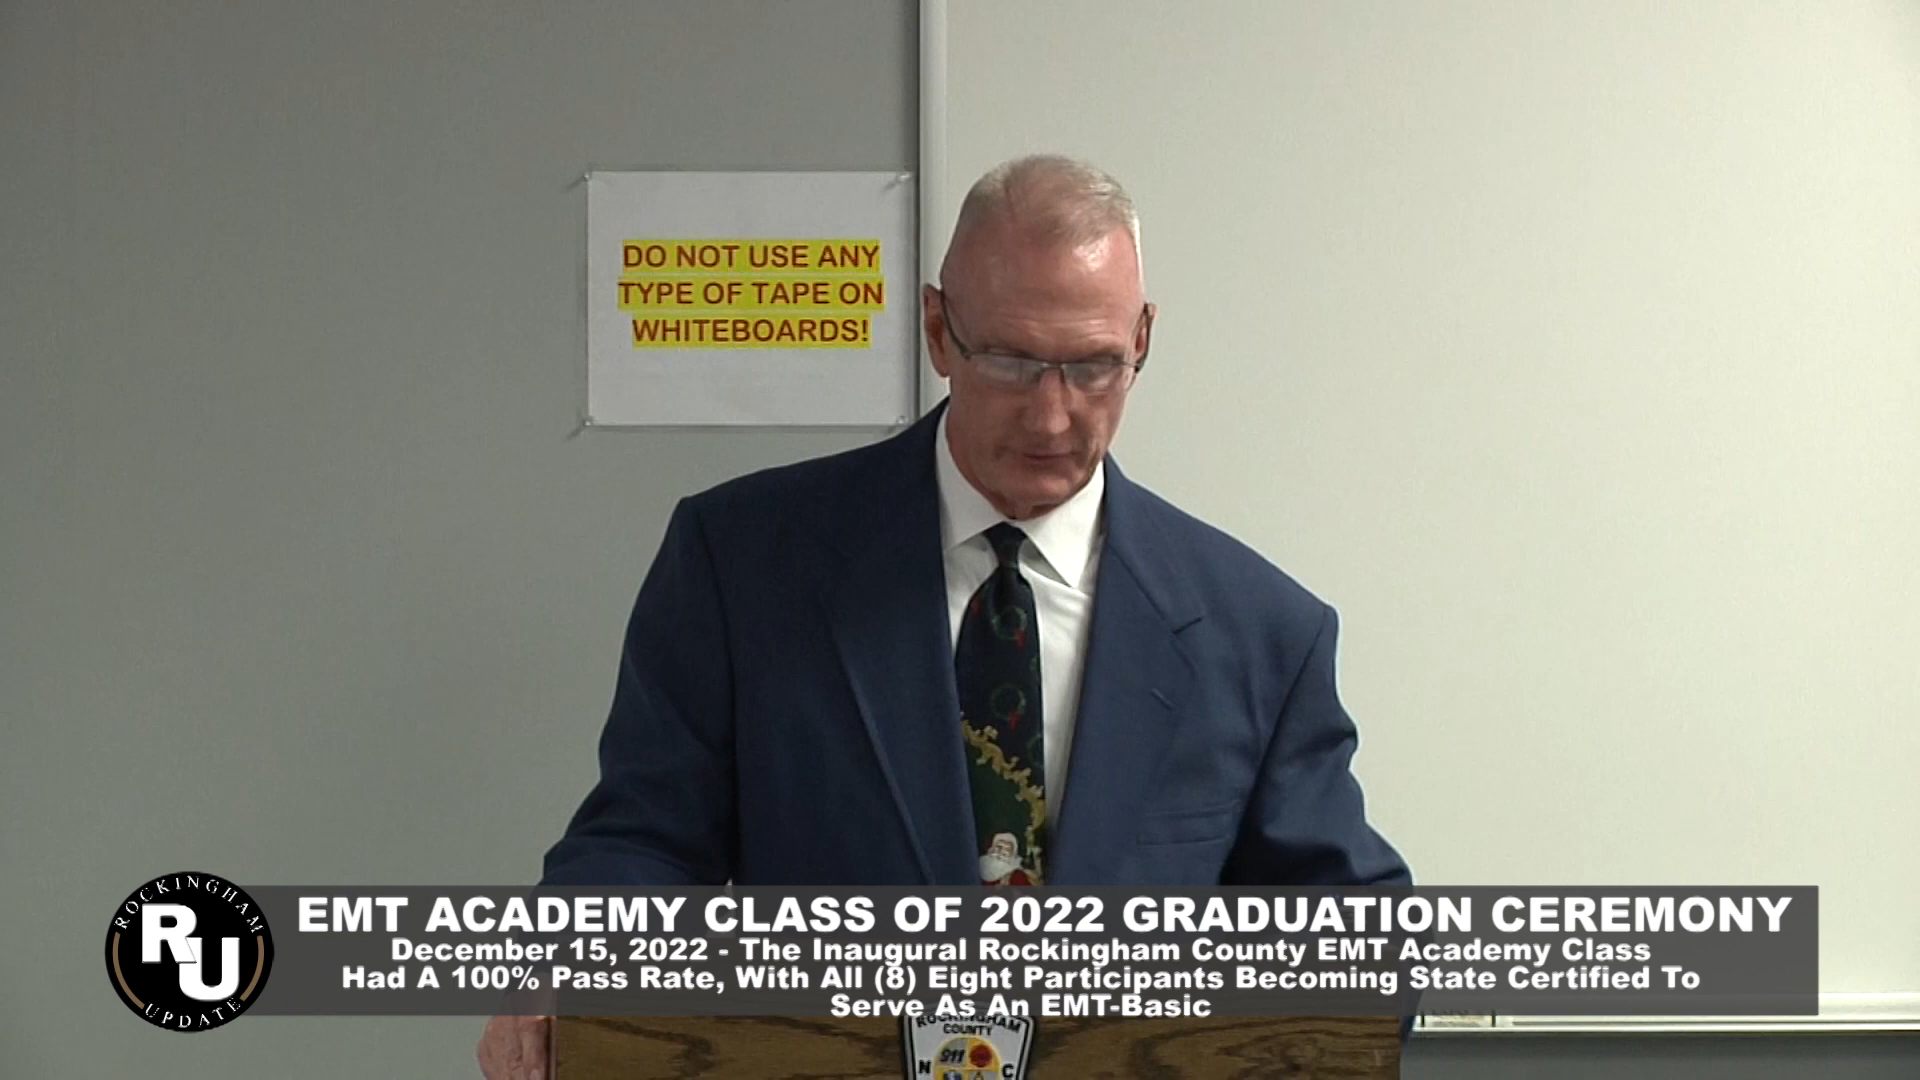 DO NOT USE ANY
TYPE OF TAPE ON
WHITEBOARDS!
ROCKINGHAM
RU
UPDATE
EMT ACADEMY CLASS OF 2022 GRADUATION CEREMONY
December 15, 2022 - The Inaugural Rockingham County EMT Academy Class
Had A 100% Pass Rate, With All (8) Eight Participants Becoming State Certified To
Serve As An EMT-Basic
ROCKINGHAM
COUNTY
911
N C